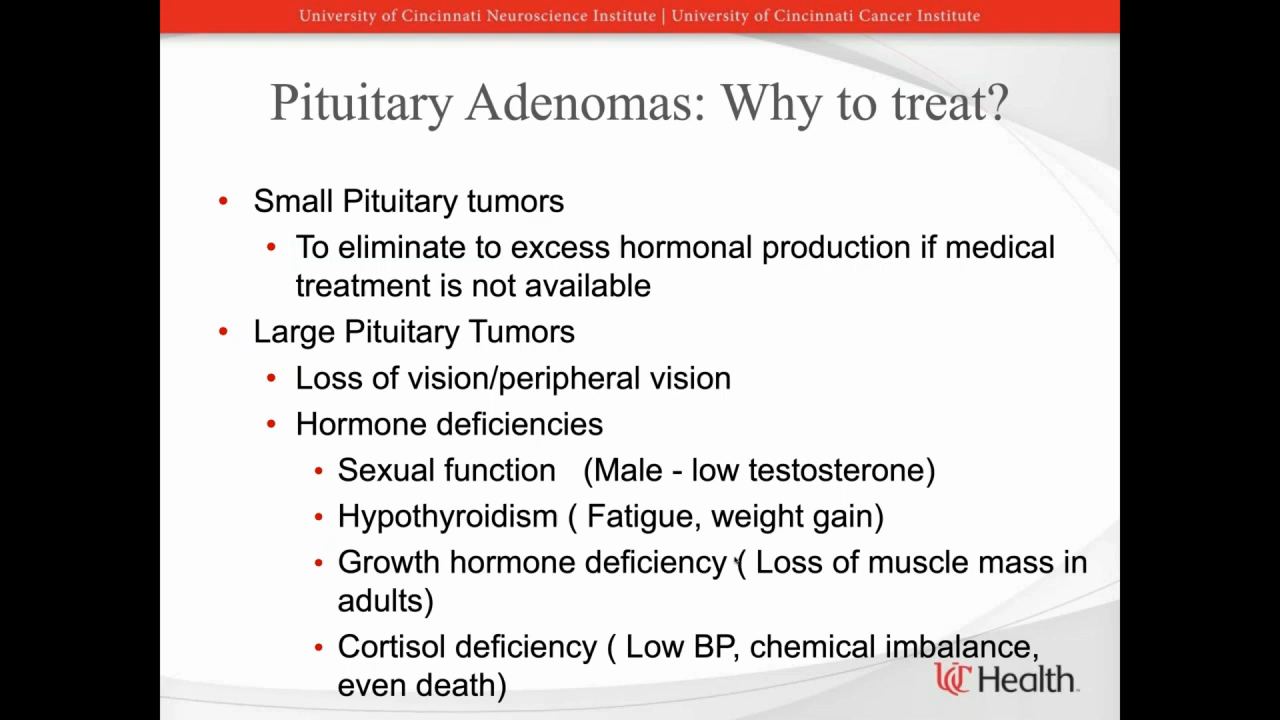 University of Cincinnati Neuroscience Institute | University of Cincinnati Cancer Institute
Pituitary Adenomas: Why to treat?
• Small Pituitary tumors
• To eliminate to excess hormonal production if medical
treatment is not available
• Large Pituitary Tumors
• Loss of vision/peripheral vision
• Hormone deficiencies
• Sexual function (Male - low testosterone)
• Hypothyroidism ( Fatigue, weight gain)
• Growth hormone deficiency ( Loss of muscle mass in
adults)
• Cortisol deficiency ( Low BP, chemical imbalance,
even death)
UC Health